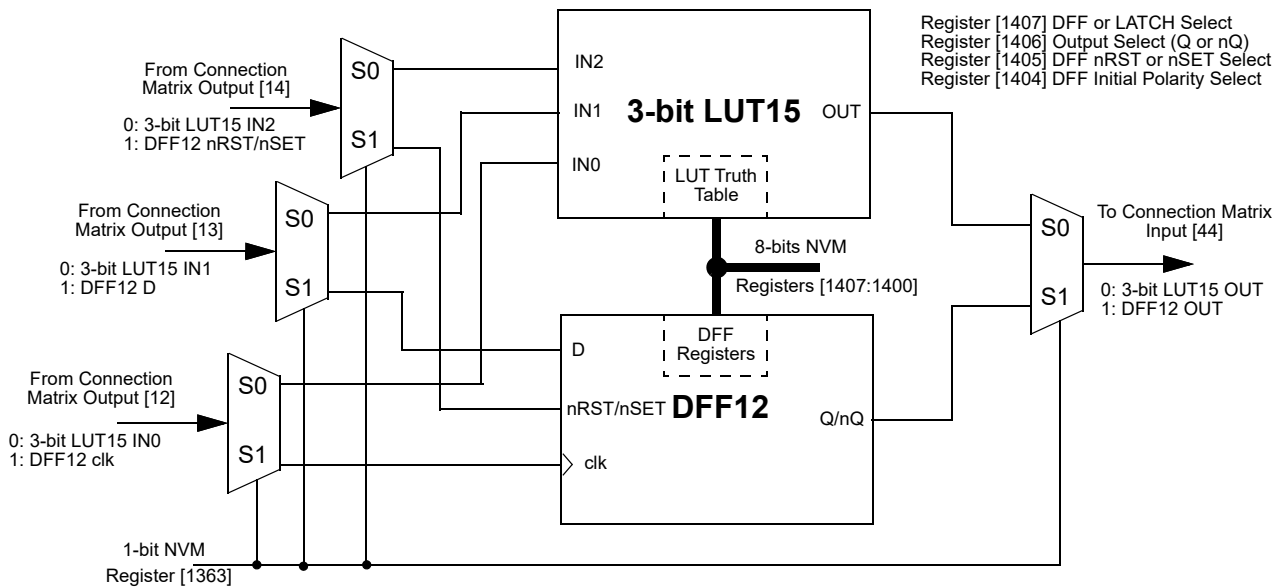 Register [1407] DFF or LATCH Select
Register [1406] Output Select (Q or nQ)
Register [1405] DFF nRST or nSET Select
Register [1404] DFF Initial Polarity Select
From Connection
Matrix Output [14]
0: 3-bit LUT15 IN2
1: DFF12 nRST/nSET
S0
S1
IN2
IN1
IN0
3-bit LUT15
OUT
LUT Truth
Table
From Connection
Matrix Output [13]
0: 3-bit LUT15 IN1
1: DFF12 D
S0
S1
8-bits NVM
Registers [1407:1400]
S0
S1
To Connection Matrix
Input [44]
0: 3-bit LUT15 OUT
1: DFF12 OUT
From Connection
Matrix Output [12]
0: 3-bit LUT15 IN0
1: DFF12 clk
S0
S1
D
nRST/nSET
clk
DFF
Registers
DFF12
Q/nQ
1-bit NVM
Register [1363]